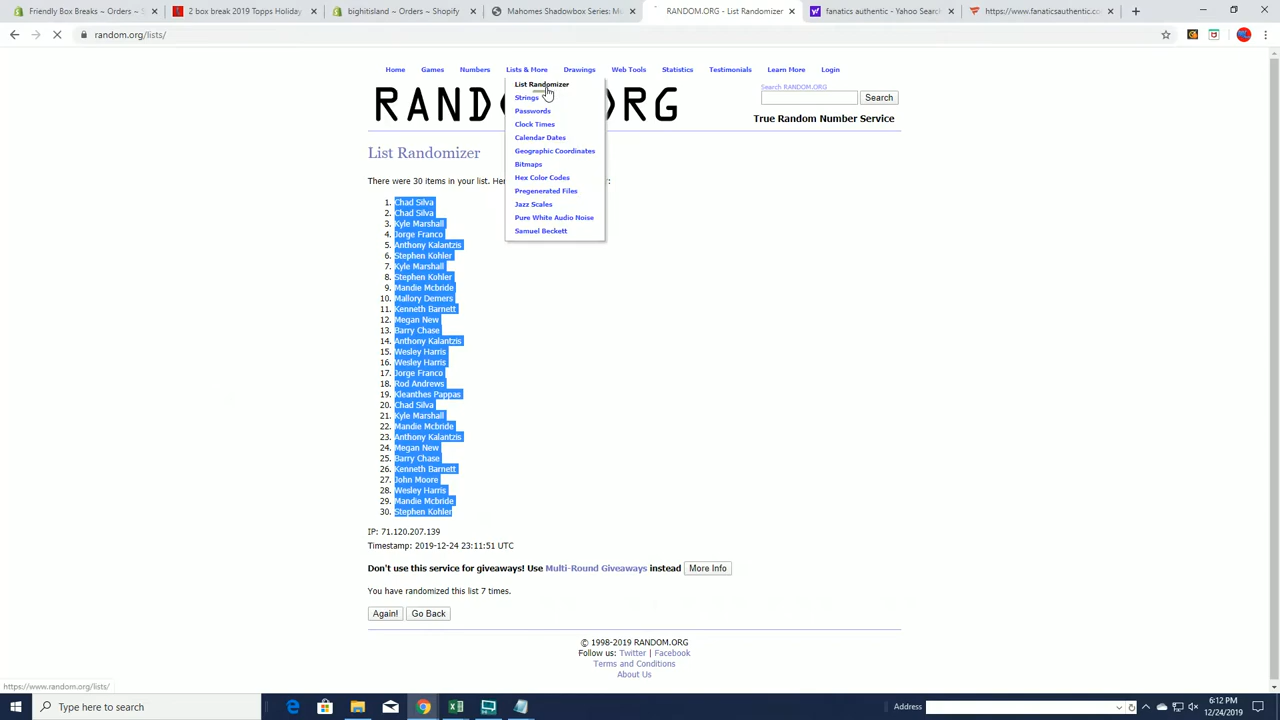 Friendly Box Breaks ~ Orders ~
2 box break 2019 Topps Holiday
bighitslive ~ Orders ~ Shopify
Mahomes Showdown Series: Mi
RANDOM.ORG - List Randomizer
fanatics authentic - Yahoo Sear
https://www.fanaticsauthentic.co
random.org/lists/
Home Games Numbers Lists & More Drawings Web Tools Statistics Testimonials Learn More Login
List Randomizer
Strings
Passwords
Clock Times
Calendar Dates
Geographic Coordinates
Bitmaps
Hex Color Codes
Pregenerated Files
Jazz Scales
Pure White Audio Noise
Samuel Beckett
Search RANDOM.ORG
Search
True Random Number Service
List Randomizer
There were 30 items in your list. Her
1. Chad Silva
2. Chad Silva
3. Kyle Marshall
4. Jorge Franco
5. Anthony Kalantzis
6. Stephen Kohler
7. Kyle Marshall
8. Stephen Kohler
9. Mandie Mcbride
10. Mallory Demers
11. Kenneth Barnett
12. Megan New
13. Barry Chase
14. Anthony Kalantzis
15. Wesley Harris
16. Wesley Harris
17. Jorge Franco
18. Rod Andrews
19. Kleanthes Pappas
20. Chad Silva
21. Kyle Marshall
22. Mandie Mcbride
23. Anthony Kalantzis
24. Megan New
25. Barry Chase
26. Kenneth Barnett
27. John Moore
28. Wesley Harris
29. Mandie Mcbride
30. Stephen Kohler
IP: 71.120.207.139
Timestamp: 2019-12-24 23:11:51 UTC
Don't use this service for giveaways! Use Multi-Round Giveaways instead More Info
You have randomized this list 7 times.
Again! Go Back
© 1998-2019 RANDOM.ORG
Follow us: Twitter | Facebook
Terms and Conditions
About Us
https://www.random.org/lists/
Type here to search
Address
6:12 PM
12/24/2019